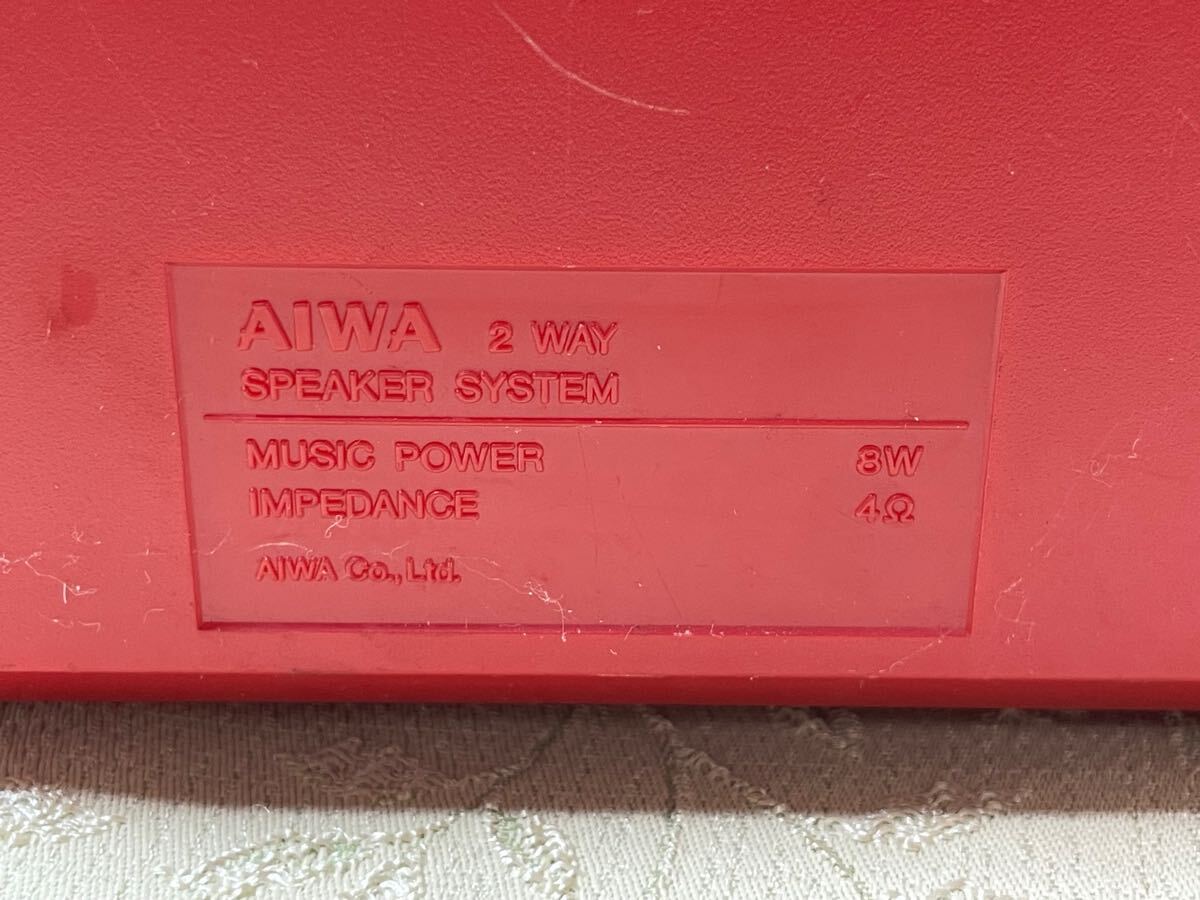 AIWA 2 WAY
SPEAKER SYSTEM
MUSIC POWER 8W
IMPEDANCE 4Ω
AIWA Co., Ltd.